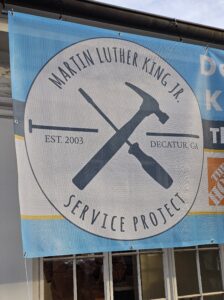 MARTIN LUTHER KING JR.
EST. 2003
DECATUR, GA
SERVICE PROJECT